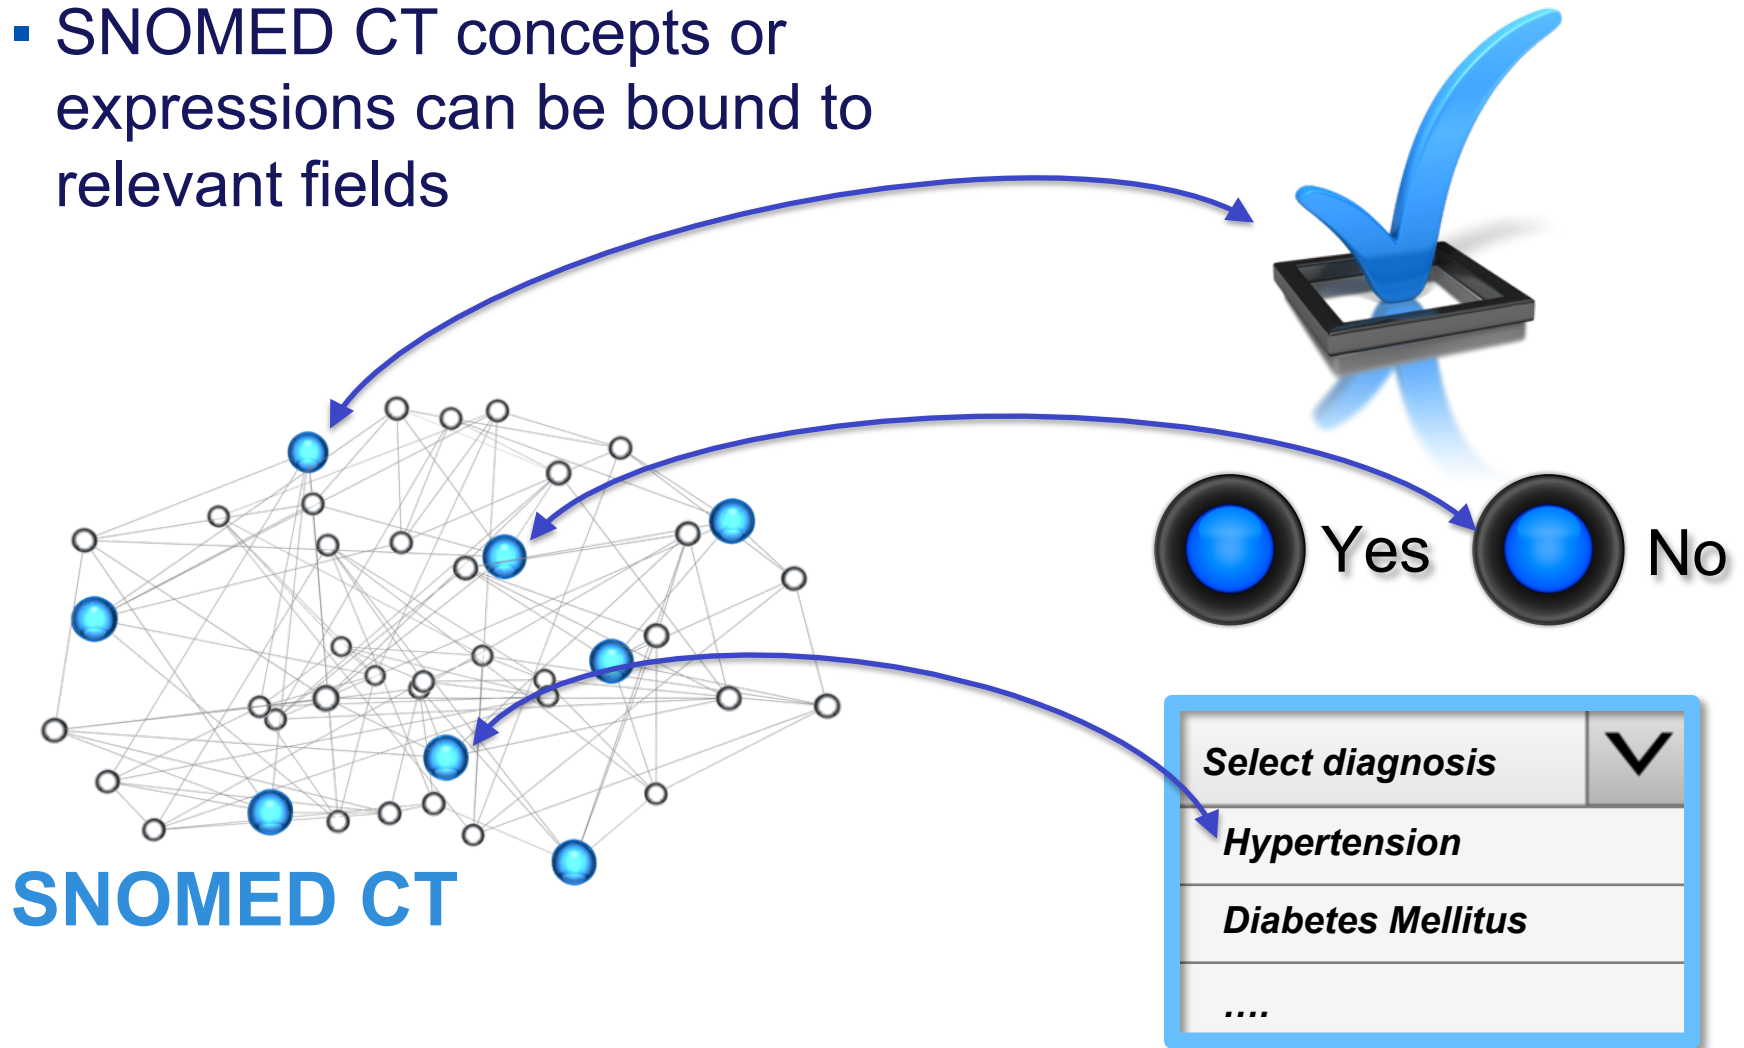 ▪ SNOMED CT concepts or
expressions can be bound to
relevant fields
Yes
No
Select diagnosis
Hypertension
Diabetes Mellitus
....
SNOMED CT